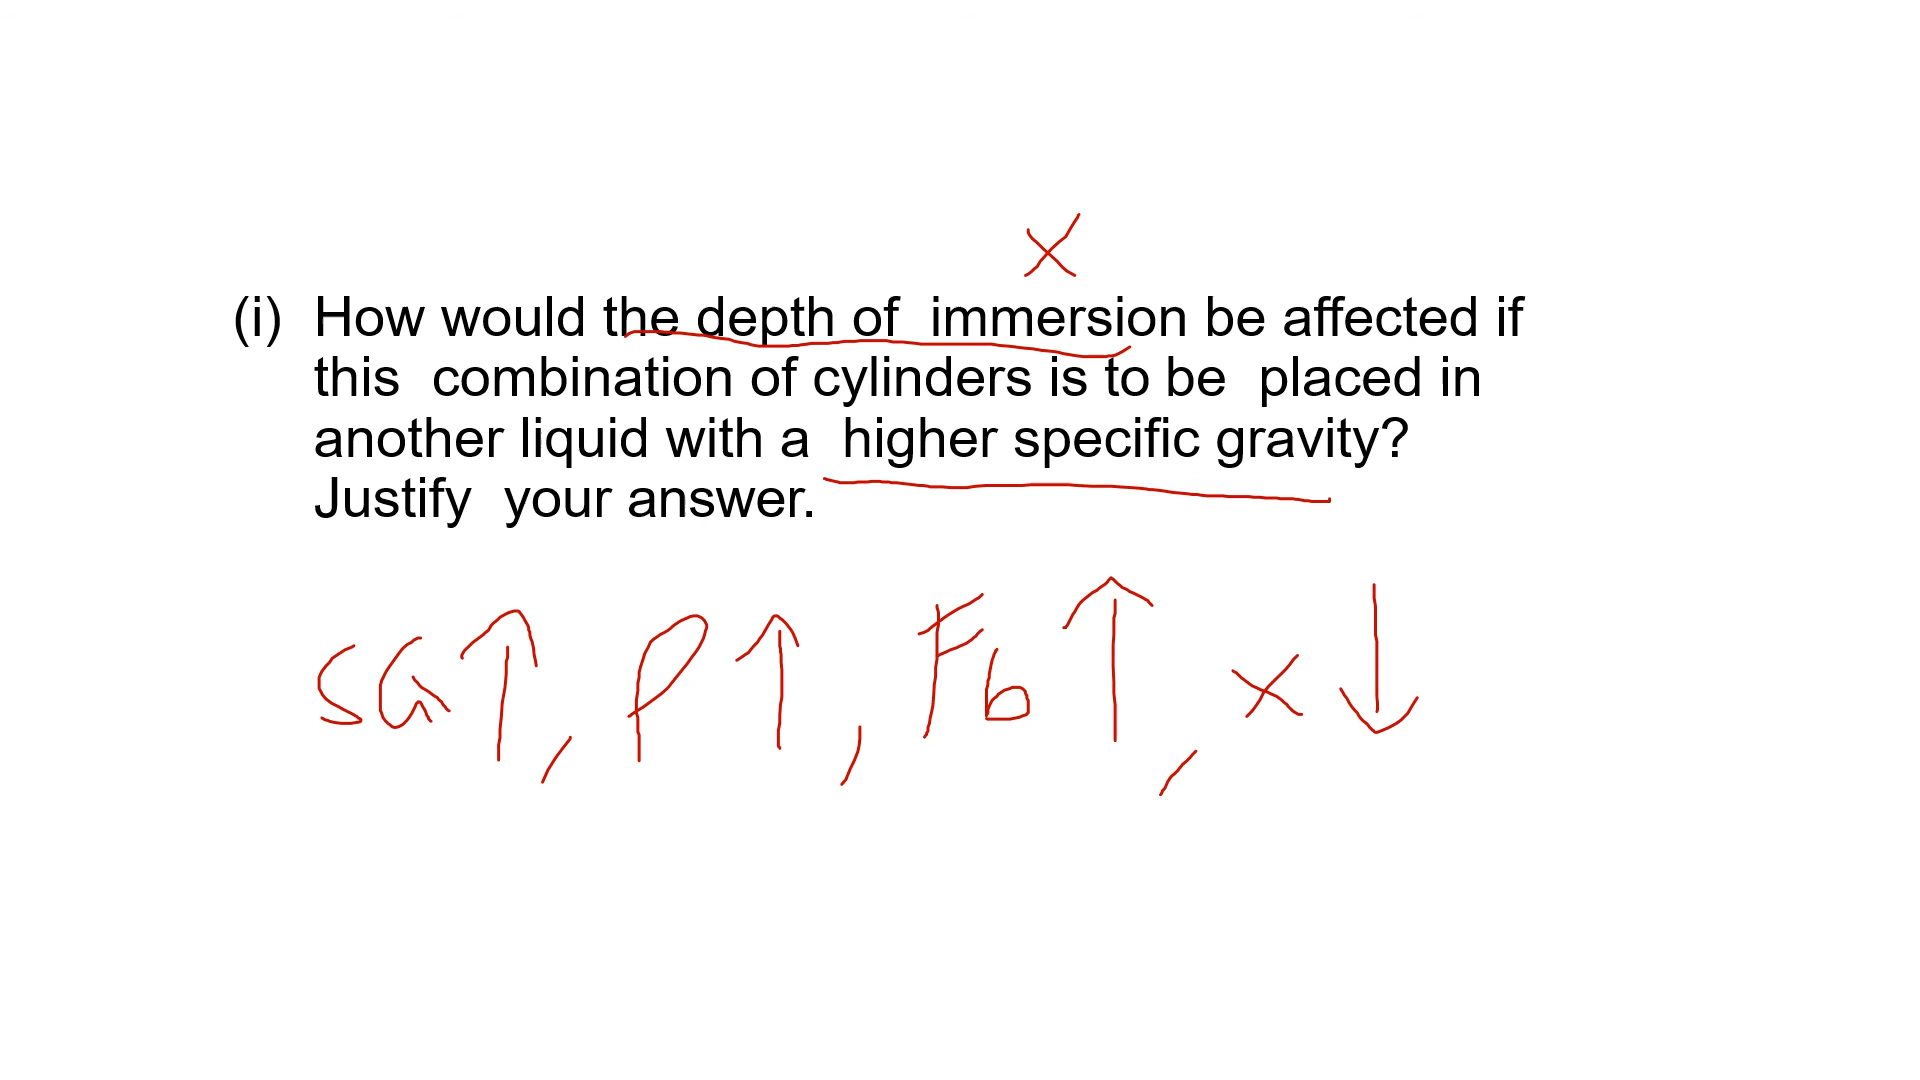 x
(i) How would the depth of immersion be affected if
this combination of cylinders is to be placed in
another liquid with a higher specific gravity?
Justify your answer.
SG↑, ρ↑, Fb↑, x↓